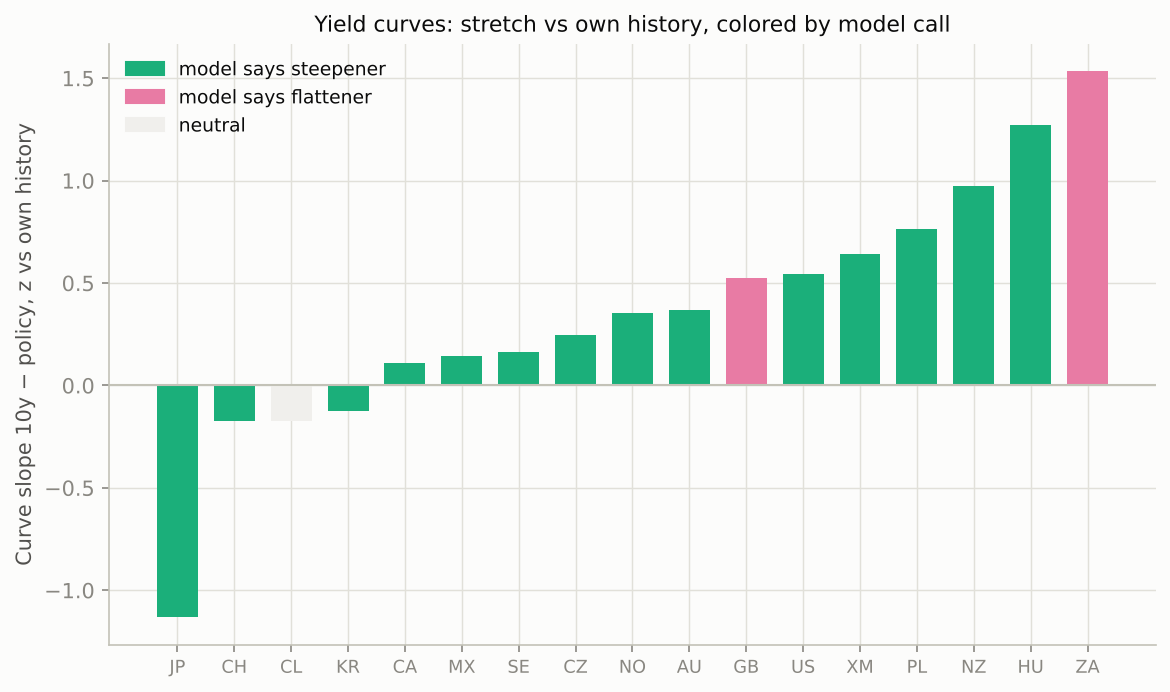 Yield curves: stretch vs own history, colored by model call
model says steepener
model says flattener
neutral
Curve slope 10y − policy, z vs own history
1.5
1.0
0.5
0.0
−0.5
−1.0
JP CH CL KR CA MX SE CZ NO AU GB US XM PL NZ HU ZA